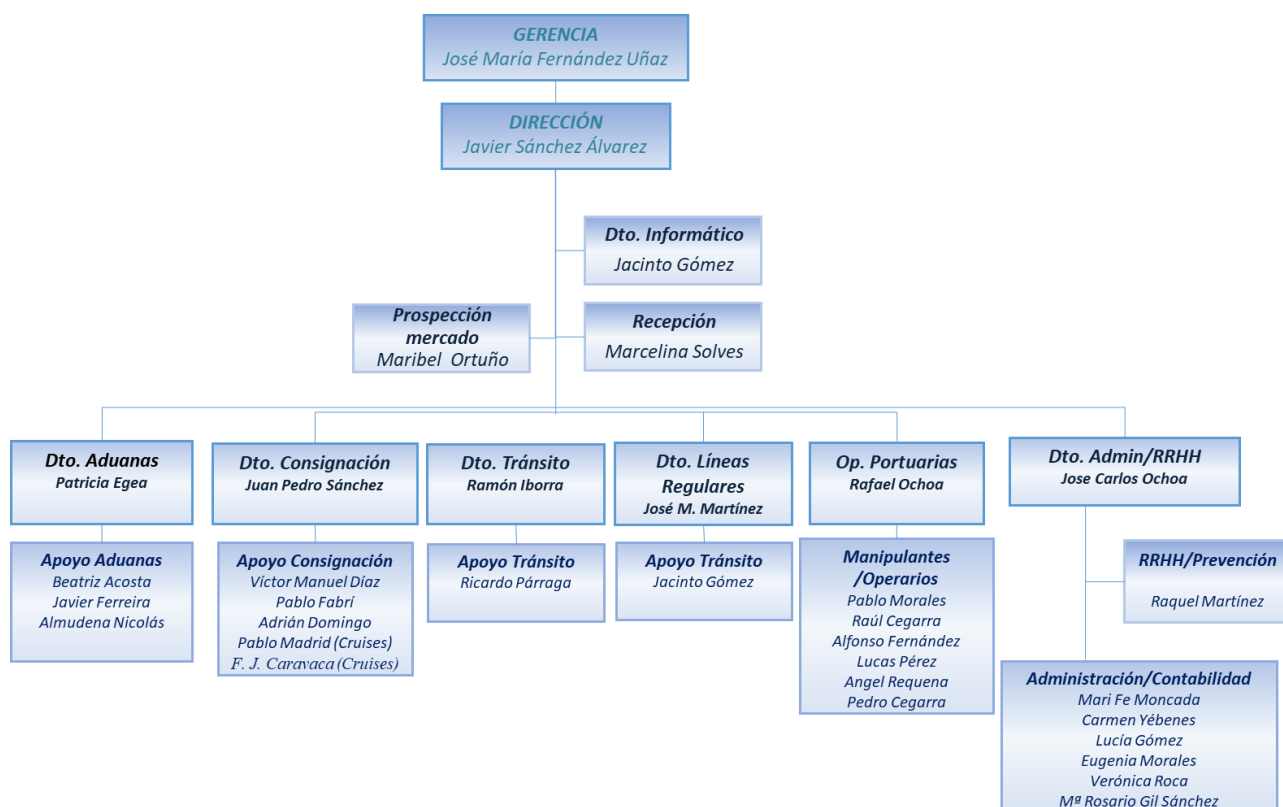 GERENCIA
José María Fernández Uñaz
DIRECCIÓN
Javier Sánchez Álvarez
Dto. Informático
Jacinto Gómez
Prospección
mercado
Maribel Ortuño
Recepción
Marcelina Solves
Dto. Aduanas
Patricia Egea
Dto. Consignación
Juan Pedro Sánchez
Dto. Tránsito
Ramón Iborra
Dto. Líneas
Regulares
José M. Martínez
Op. Portuarias
Rafael Ochoa
Dto. Admin/RRHH
Jose Carlos Ochoa
Apoyo Aduanas
Beatriz Acosta
Javier Ferreira
Almudena Nicolás
Apoyo Consignación
Víctor Manuel Díaz
Pablo Fabrí
Adrián Domingo
Pablo Madrid (Cruises)
F. J. Caravaca (Cruises)
Apoyo Tránsito
Ricardo Párraga
Apoyo Tránsito
Jacinto Gómez
Manipulantes
/Operarios
Pablo Morales
Raúl Cegarra
Alfonso Fernández
Lucas Pérez
Angel Requena
Pedro Cegarra
RRHH/Prevención
Raquel Martínez
Administración/Contabilidad
Mari Fe Moncada
Carmen Yébenes
Lucía Gómez
Eugenia Morales
Verónica Roca
Mª Rosario Gil Sánchez